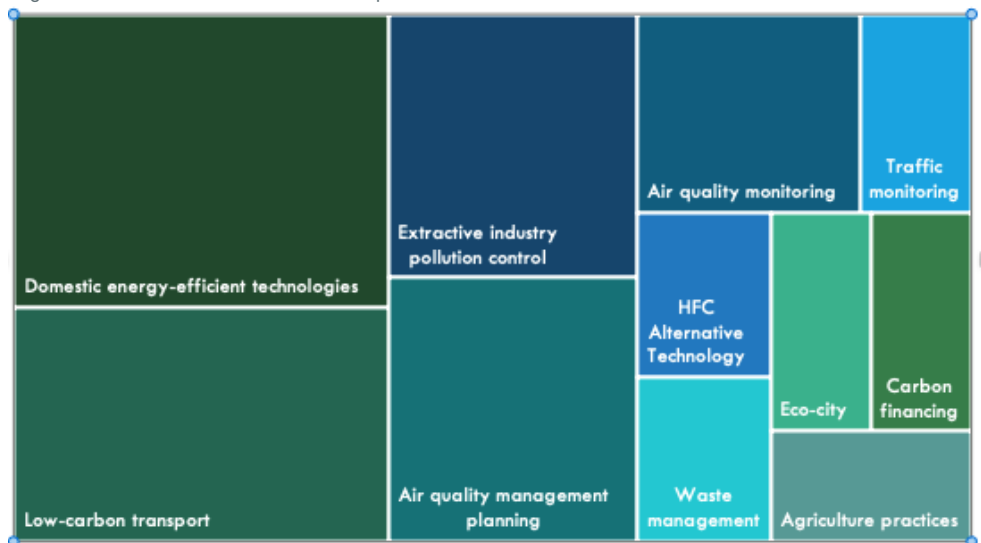 Domestic energy-efficient technologies
Low-carbon transport
Extractive industry
pollution control
Air quality management
planning
Air quality monitoring
Traffic
monitoring
HFC
Alternative
Technology
Waste
management
Eco-city
Carbon
financing
Agriculture practices